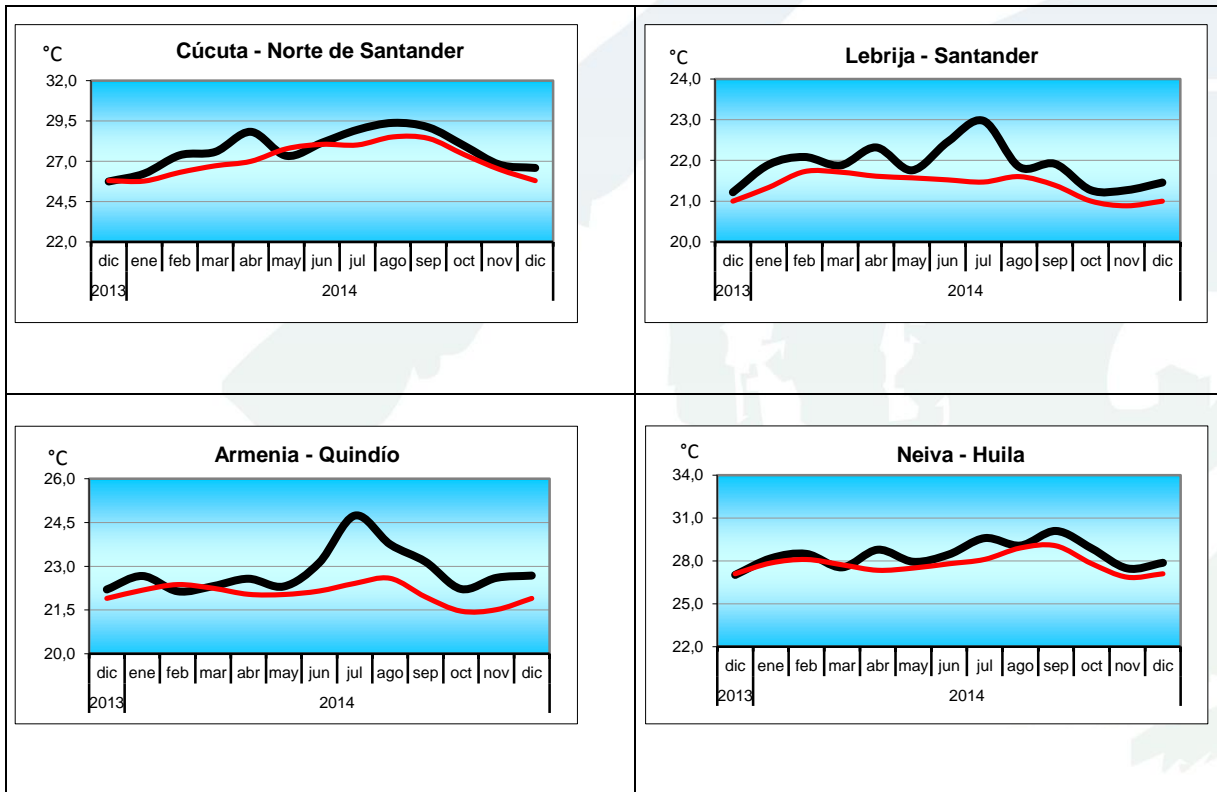 °C
Cúcuta - Norte de Santander
32,0
29,5
27,0
24,5
22,0
dic ene feb mar abr may jun jul ago sep oct nov dic
2013 2014
°C
Lebrija - Santander
24,0
23,0
22,0
21,0
20,0
dic ene feb mar abr may jun jul ago sep oct nov dic
2013 2014
°C
Armenia - Quindío
26,0
24,5
23,0
21,5
20,0
dic ene feb mar abr may jun jul ago sep oct nov dic
2013 2014
°C
Neiva - Huila
34,0
31,0
28,0
25,0
22,0
dic ene feb mar abr may jun jul ago sep oct nov dic
2013 2014